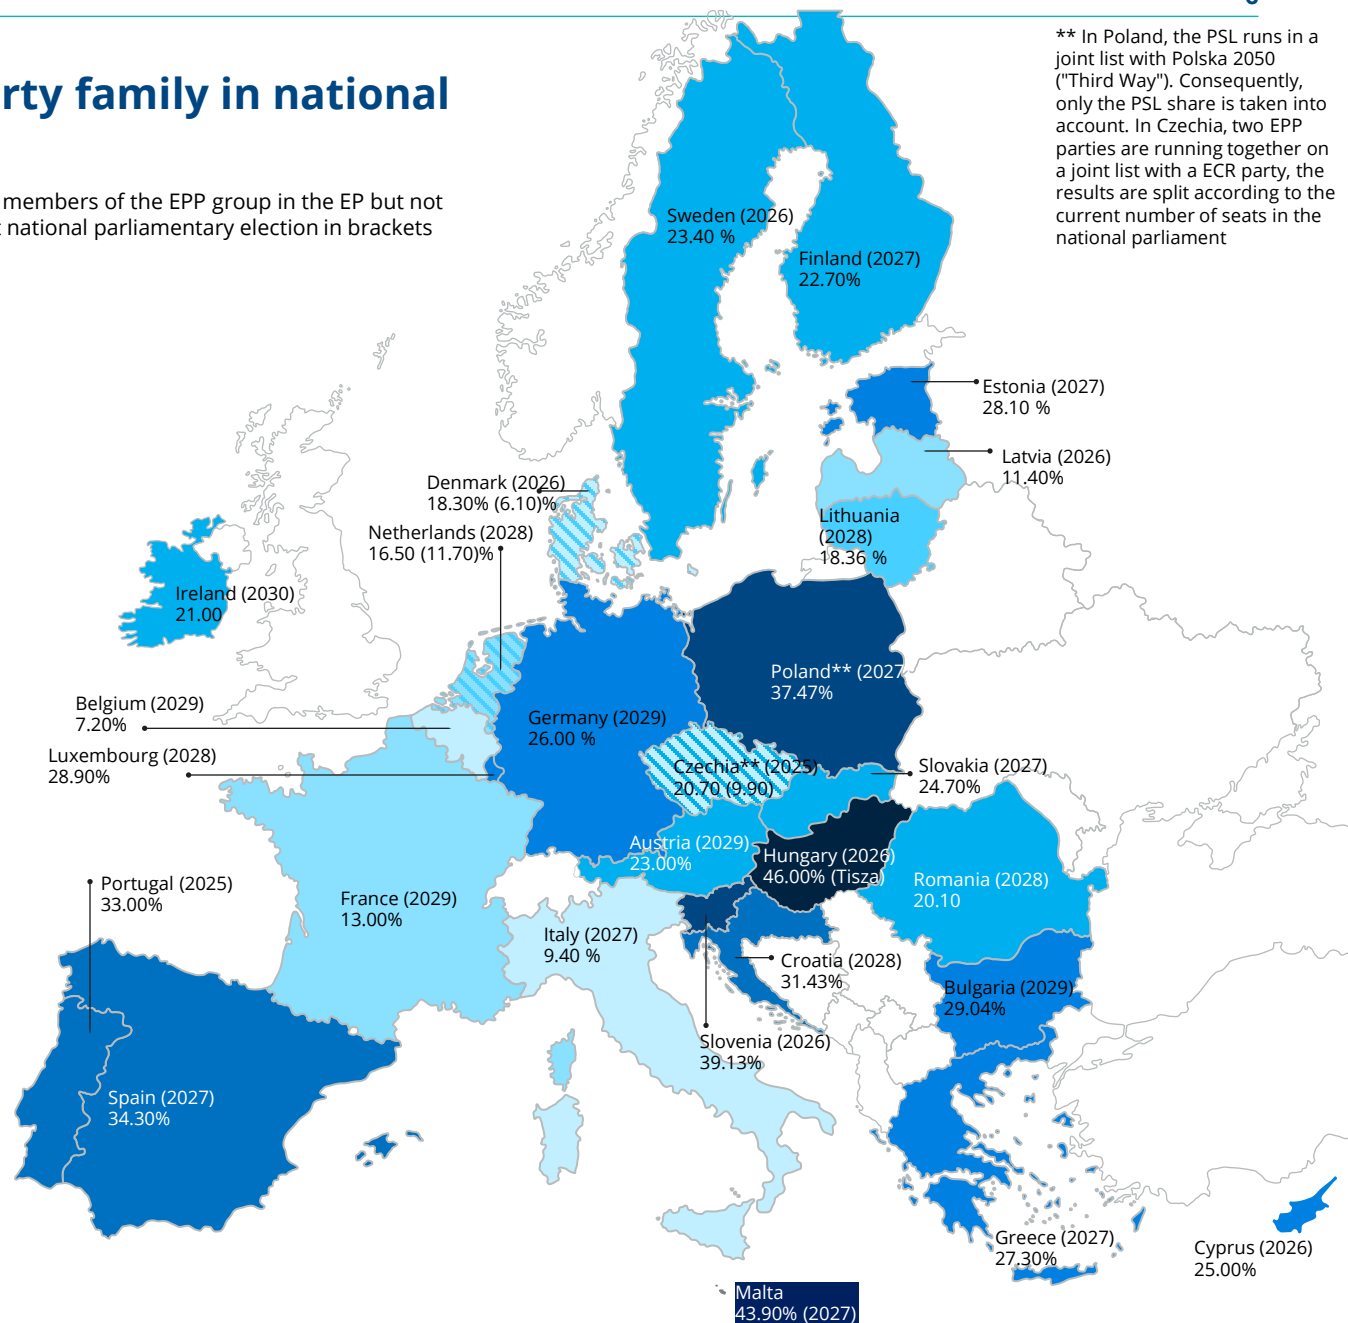 rty family in national
members of the EPP group in the EP but not
national parliamentary election in brackets
** In Poland, the PSL runs in a
joint list with Polska 2050
("Third Way"). Consequently,
only the PSL share is taken into
account. In Czechia, two EPP
parties are running together on
a joint list with a ECR party, the
results are split according to the
current number of seats in the
national parliament
Sweden (2026)
23.40 %
Finland (2027)
22.70%
Estonia (2027)
28.10 %
Latvia (2026)
11.40%
Denmark (2026)
18.30% (6.10)%
Netherlands (2028)
16.50 (11.70)%
Lithuania
(2028)
18.36 %
Ireland (2030)
21.00
Poland** (2027
37.47%
Belgium (2029)
7.20%
Germany (2029)
26.00 %
Luxembourg (2028)
28.90%
Czechia** (2025)
20.70 (9.90)
Slovakia (2027)
24.70%
Austria (2029)
23.00%
Hungary (2026)
46.00% (Tisza)
Romania (2028)
20.10
Portugal (2025)
33.00%
France (2029)
13.00%
Italy (2027)
9.40 %
Croatia (2028)
31.43%
Bulgaria (2029)
29.04%
Slovenia (2026)
39.13%
Spain (2027)
34.30%
Greece (2027)
27.30%
Cyprus (2026)
25.00%
Malta
43.90% (2027)